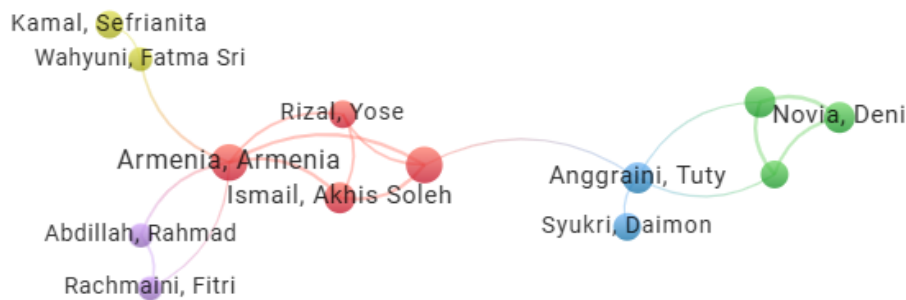 Kamal, Sefrianita
Wahyuni, Fatma Sri
Rizal, Yose
Novia, Deni
Armenia, Armenia
Anggraini, Tuty
Ismail, Akhis Soleh
Syukri, Daimon
Abdillah, Rahmad
Rachmaini, Fitri